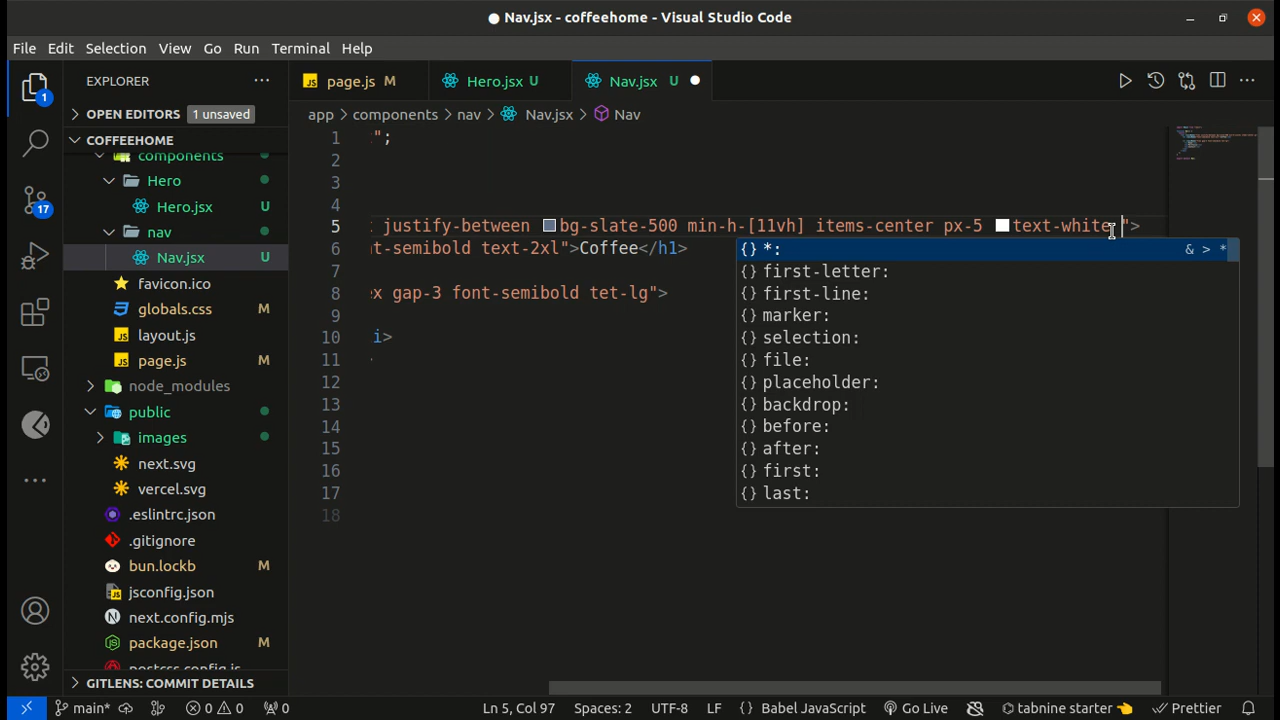 ● Nav.jsx - coffeehome - Visual Studio Code
File Edit Selection View Go Run Terminal Help
EXPLORER
page.js M
Hero.jsx U
Nav.jsx U
OPEN EDITORS 1 unsaved
app > components > nav > Nav.jsx > Nav
COFFEEHOME
components
Hero
Hero.jsx U
nav
Nav.jsx U
favicon.ico
globals.css M
layout.js
page.js M
node_modules
public
images
next.svg
vercel.svg
.eslintrc.json
.gitignore
bun.lockb M
jsconfig.json
next.config.mjs
package.json M
postcss.config.js
GITLENS: COMMIT DETAILS
1
17
1 ";
2
3
4
5 justify-between bg-slate-500 min-h-[11vh] items-center px-5 text-white ">
6 nt-semibold text-2xl">Coffee</h1>
7
8 ex gap-3 font-semibold tet-lg">
9
10 i>
11
12
13
14
15
16
17
18
{} *: & > *
{} first-letter:
{} first-line:
{} marker:
{} selection:
{} file:
{} placeholder:
{} backdrop:
{} before:
{} after:
{} first:
{} last:
main* 0 0 0 Ln 5, Col 97 Spaces: 2 UTF-8 LF {} Babel JavaScript Go Live tabnine starter 👈 Prettier